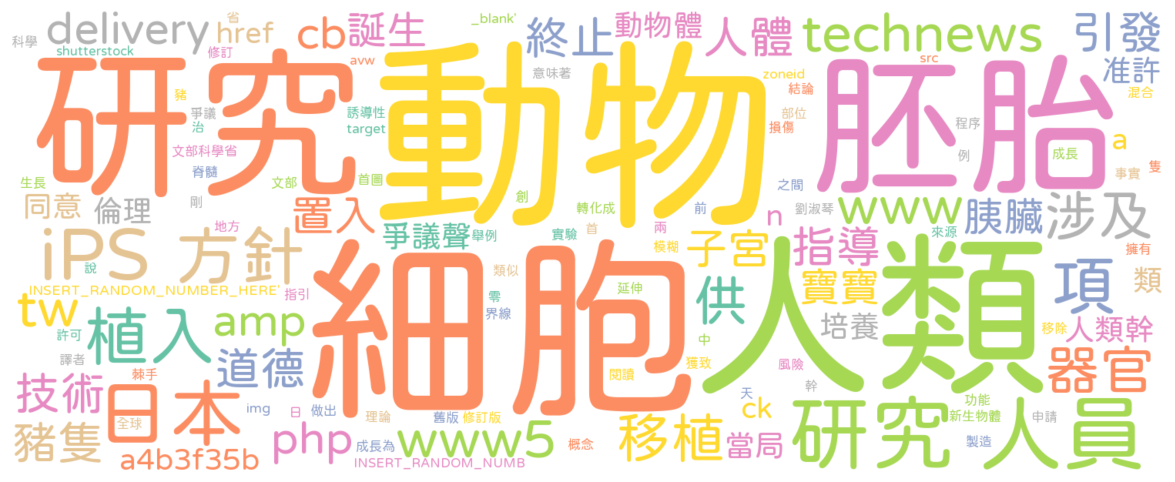 科學
delivery
省
href
cb
誕生
_blank'
終止
動物體
人體
technews
引發
shutterstock
修訂
avw
意味著
zoneid
src
准許
研究
動物
胚胎
豬
爭議
治
誘導性
target
結論
部位
損傷
混合
a
程序
例
成長
文部科學省
脊髓
生長
文部
首圖
之間
事實
隻
同意
倫理
剛
置入
創
轉化成
前
劉淑琴
www
胰臟
涉及
地方
爭議聲
舉例
實驗
首
兩
n
來源
擁有
iPS
方針
模糊
子宮
指導
說
類似
INSERT_RANDOM_NUMBER_HERE'
指引
零
界線
延伸
供
寶寶
項
類
tw
植入
amp
細胞
人類
許可
中
培養
移除
人類幹
譯者
道德
棘手
閱讀
獲致
風險
器官
技術
日本
img
日
做出
理論
舊版
修訂版
天
幹
ck
功能
新生物體
申請
全球
豬隻
php
成長為
www5
概念
移植
當局
研究人員
製造
a4b3f35b
INSERT_RANDOM_NUMB